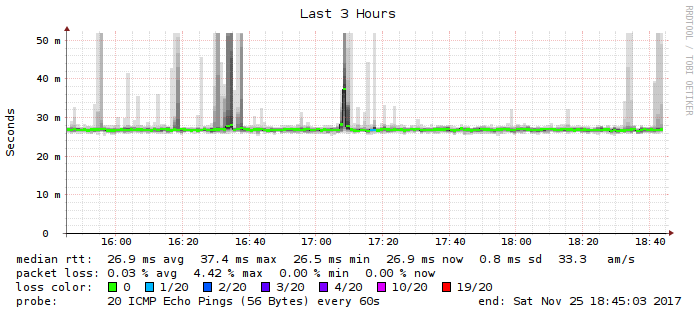 Last 3 Hours
RRDTOOL / TOBI OETIKER
Seconds
50 m
40 m
30 m
20 m
10 m
0
16:00 16:20 16:40 17:00 17:20 17:40 18:00 18:20 18:40
median rtt: 26.9 ms avg 37.4 ms max 26.5 ms min 26.9 ms now 0.8 ms sd 33.3 am/s
packet loss: 0.03 % avg 4.42 % max 0.00 % min 0.00 % now
loss color: 0 1/20 2/20 3/20 4/20 10/20 19/20
probe: 20 ICMP Echo Pings (56 Bytes) every 60s end: Sat Nov 25 18:45:03 2017